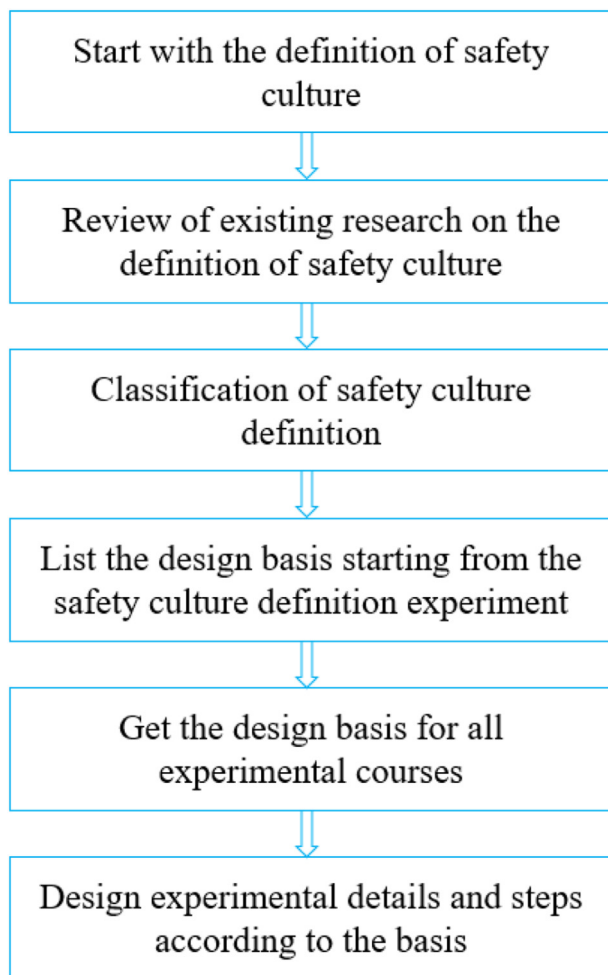 Start with the definition of safety
culture
Review of existing research on the
definition of safety culture
Classification of safety culture
definition
List the design basis starting from the
safety culture definition experiment
Get the design basis for all
experimental courses
Design experimental details and steps
according to the basis